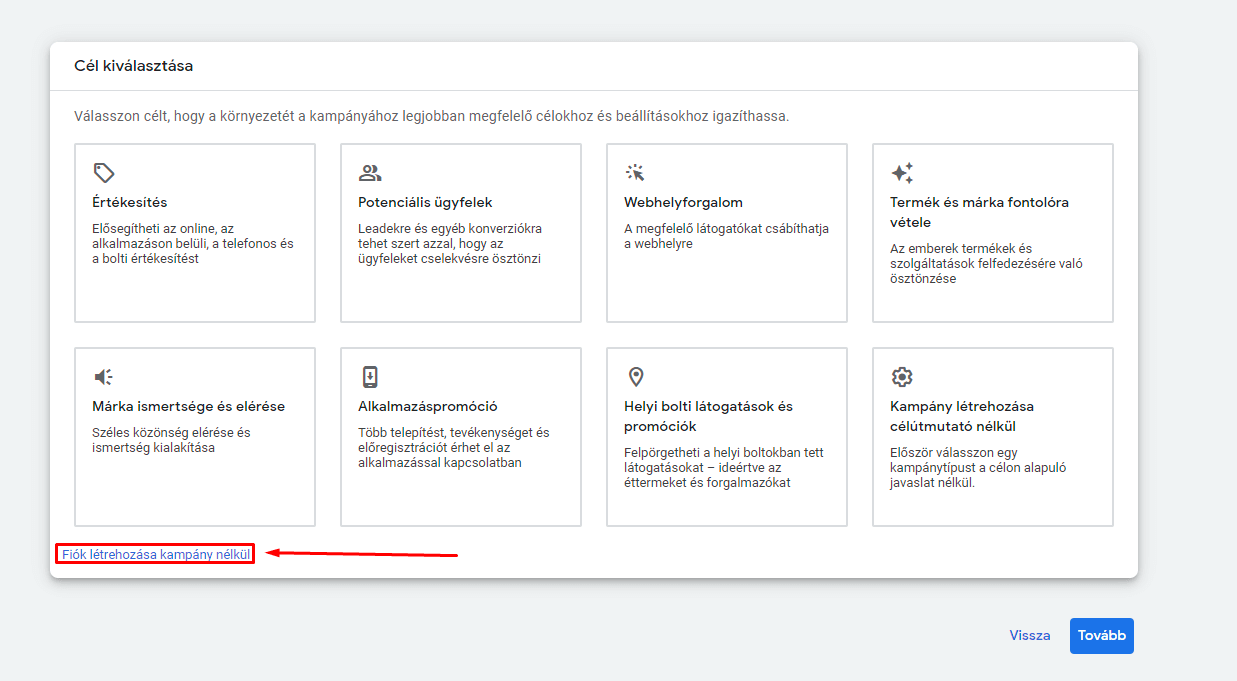 Cél kiválasztása
Válasszon célt, hogy a környezetét a kampányához legjobban megfelelő célokhoz és beállításokhoz igazíthassa.
Értékesítés
Elősegítheti az online, az
alkalmazáson belüli, a telefonos és
a bolti értékesítést
Potenciális ügyfelek
Leadekre és egyéb konverziókra
tehet szert azzal, hogy az
ügyfeleket cselekvésre ösztönzi
Webhelyforgalom
A megfelelő látogatókat csábíthatja
a webhelyre
Termék és márka fontolóra
vétele
Az emberek termékek és
szolgáltatások felfedezésére való
ösztönzése
Márka ismertsége és elérése
Széles közönség elérése és
ismertség kialakítása
Alkalmazáspromóció
Több telepítést, tevékenységet és
előregisztrációt érhet el az
alkalmazással kapcsolatban
Helyi bolti látogatások és
promóciók
Felpörgetheti a helyi boltokban tett
látogatásokat – ideértve az
éttermeket és forgalmazókat
Kampány létrehozása
célútmutató nélkül
Először válasszon egy
kampánytípust a célon alapuló
javaslat nélkül.
Fiók létrehozása kampány nélkül
Vissza
Tovább